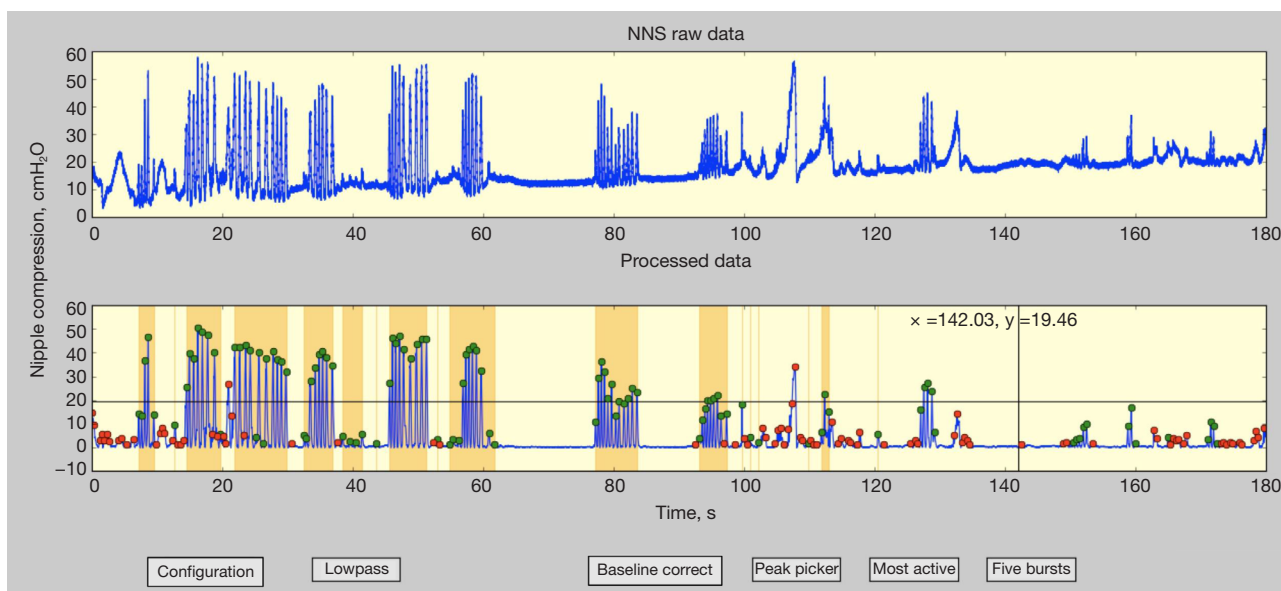 NNS raw data
60
50
40
30
20
10
0
0 20 40 60 80 100 120 140 160 180
Nipple compression, cmH₂O
Processed data
60
50
40
30
20
10
0
−10
× =142.03, y =19.46
0 20 40 60 80 100 120 140 160 180
Time, s
Configuration Lowpass Baseline correct Peak picker Most active Five bursts